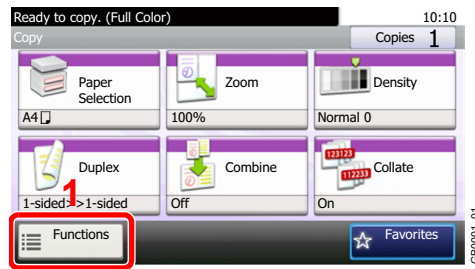 Ready to copy. (Full Color) 10:10
Copy Copies 1
Paper Selection
A4
Zoom
100%
Density
Normal 0
Duplex
1-sided>>1-sided
Combine
Off
123123
112233
Collate
On
1
Functions
Favorites
GB0001_01